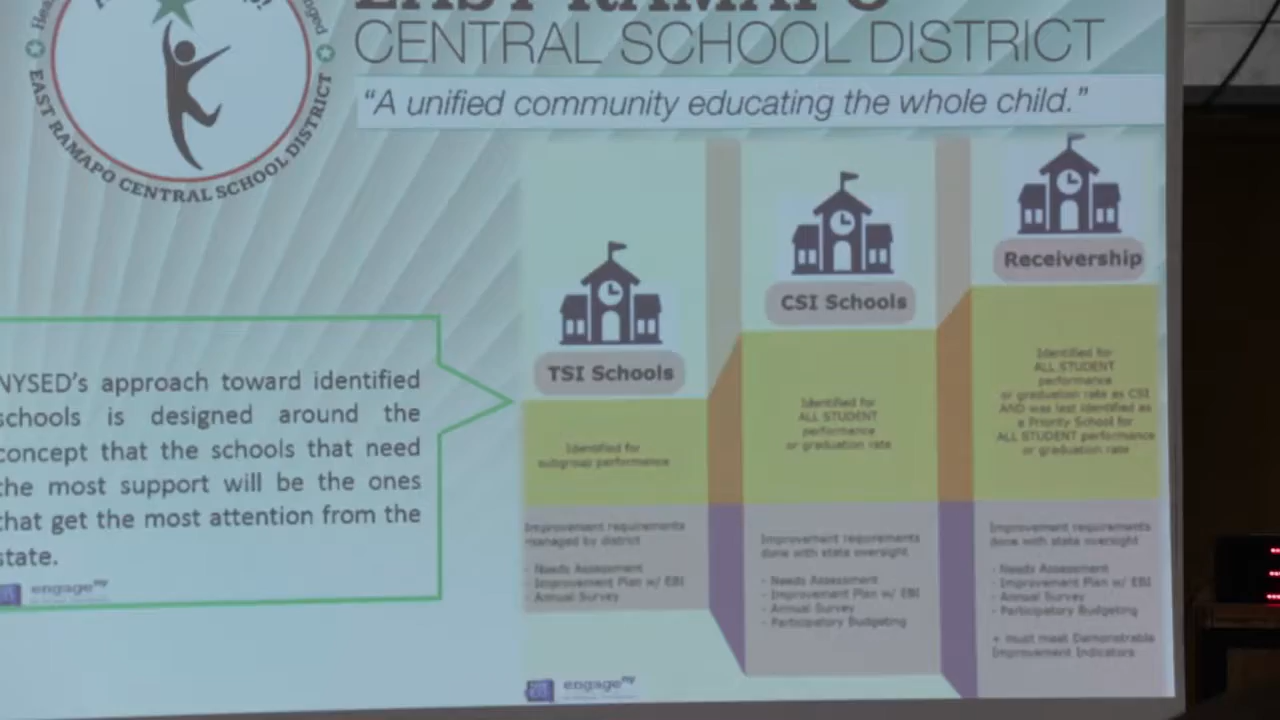 EAST RAMAPO
CENTRAL SCHOOL DISTRICT
"A unified community educating the whole child."
EAST RAMAPO CENTRAL SCHOOL DISTRICT
NYSED's approach toward identified
schools is designed around the
concept that the schools that need
the most support will be the ones
that get the most attention from the
state.
engageny
TSI Schools
Identified for
subgroup performance
Improvement requirements
managed by district
- Needs Assessment
- Improvement Plan w/ EBI
- Annual Survey
CSI Schools
Identified for
ALL STUDENT
performance
or graduation rate
Improvement requirements
done with state oversight
- Needs Assessment
- Improvement Plan w/ EBI
- Annual Survey
- Participatory Budgeting
Receivership
Identified for
ALL STUDENT
performance
or graduation rate as CSI
AND was last identified as
a Priority School for
ALL STUDENT performance
or graduation rate
Improvement requirements
done with state oversight
- Needs Assessment
- Improvement Plan w/ EBI
- Annual Survey
- Participatory Budgeting
+ must meet Demonstrable
Improvement Indicators
engageny